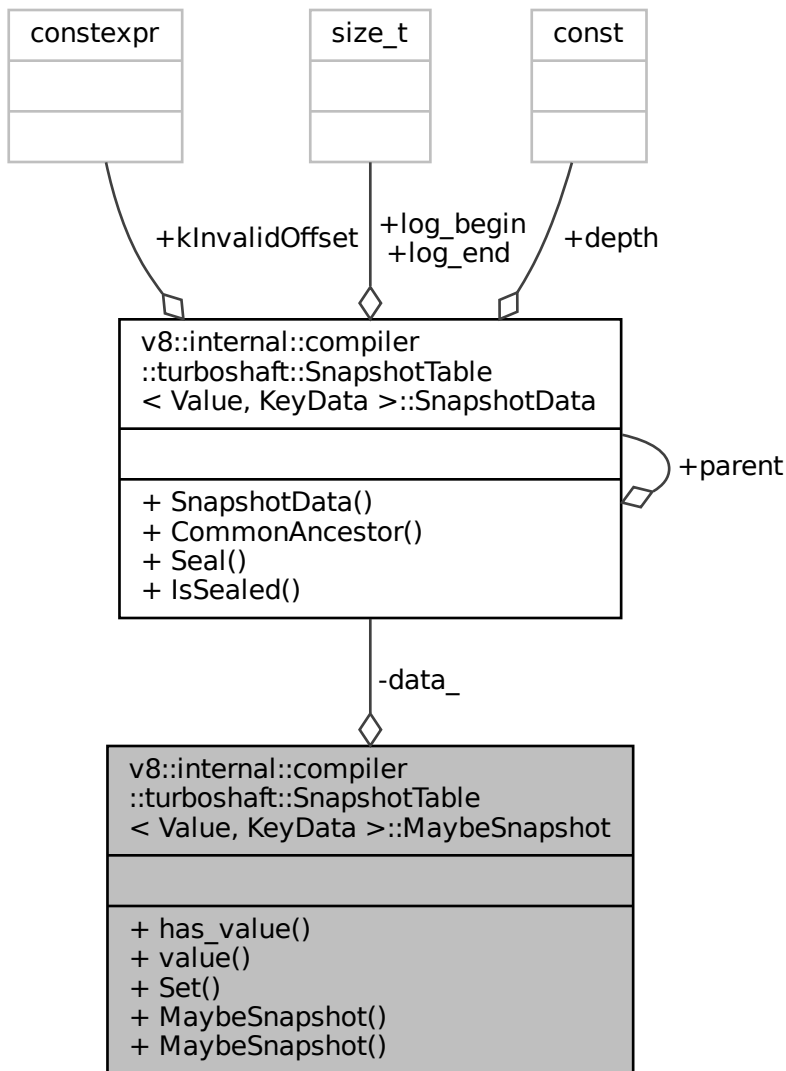 constexpr
size_t
const
+kInvalidOffset
+log_begin
+log_end
+depth
v8::internal::compiler
::turboshaft::SnapshotTable
< Value, KeyData >::SnapshotData
+parent
+ SnapshotData()
+ CommonAncestor()
+ Seal()
+ IsSealed()
-data_
v8::internal::compiler
::turboshaft::SnapshotTable
< Value, KeyData >::MaybeSnapshot
+ has_value()
+ value()
+ Set()
+ MaybeSnapshot()
+ MaybeSnapshot()